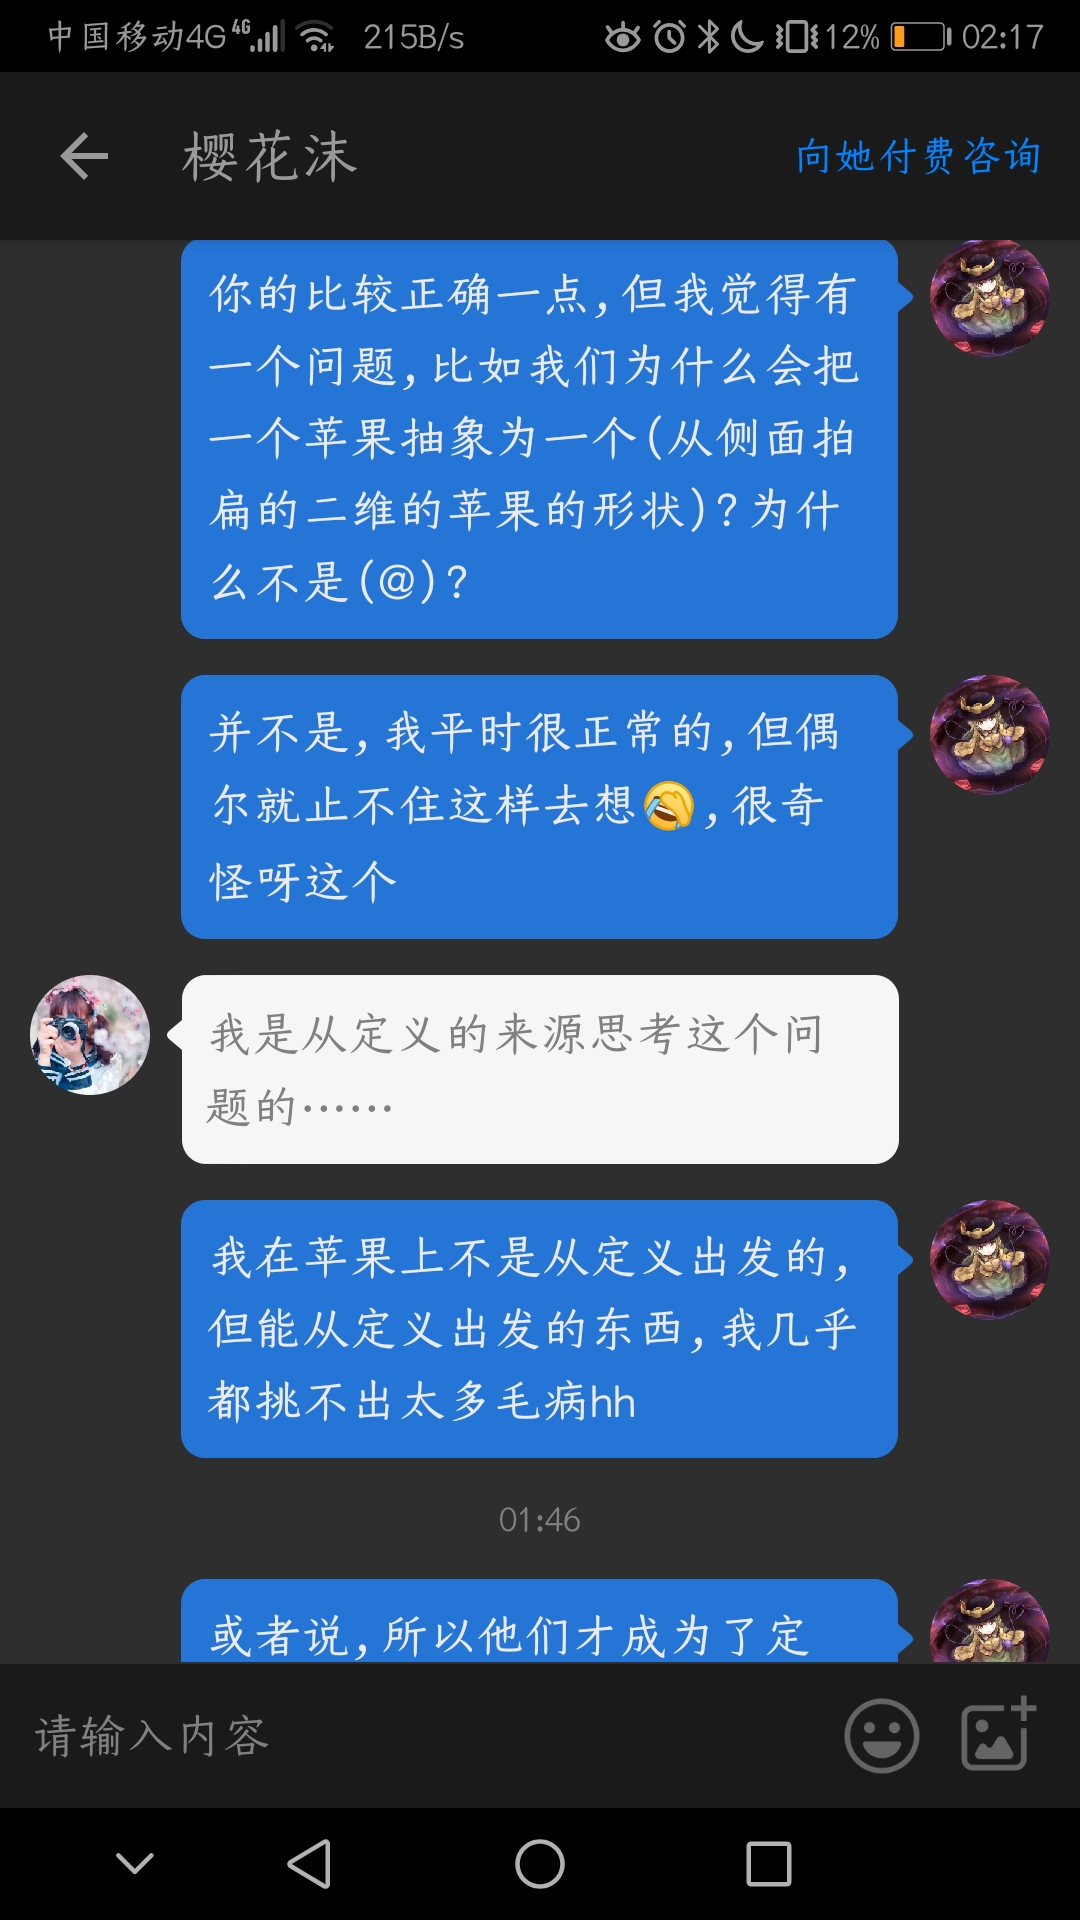 中国移动4G 4G 215B/s 12% 02:17
樱花沫 向她付费咨询
你的比较正确一点,但我觉得有
一个问题,比如我们为什么会把
一个苹果抽象为一个(从侧面拍
扁的二维的苹果的形状)?为什
么不是(@)?
并不是,我平时很正常的,但偶
尔就止不住这样去想🤣,很奇
怪呀这个
我是从定义的来源思考这个问
题的……
我在苹果上不是从定义出发的,
但能从定义出发的东西,我几乎
都挑不出太多毛病hh
01:46
或者说,所以他们才成为了定
请输入内容